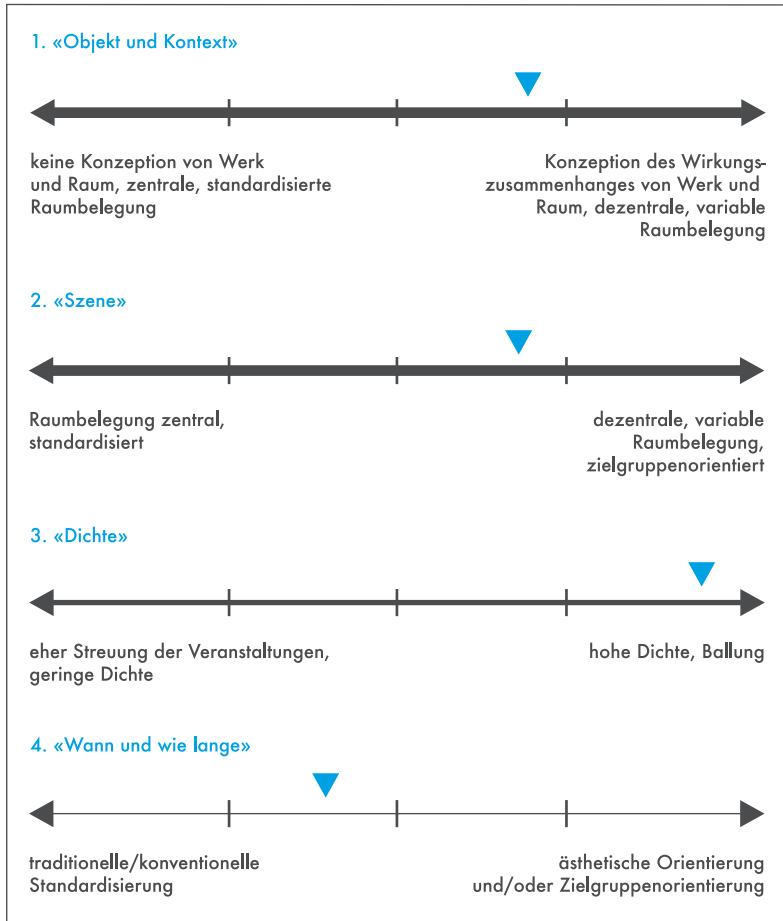 1. «Objekt und Kontext»
keine Konzeption von Werk
und Raum, zentrale, standardisierte
Raumbelegung
Konzeption des Wirkungs-
zusammenhanges von Werk und
Raum, dezentrale, variable
Raumbelegung
2. «Szene»
Raumbelegung zentral,
standardisiert
dezentrale, variable
Raumbelegung,
zielgruppenorientiert
3. «Dichte»
eher Streuung der Veranstaltungen,
geringe Dichte
hohe Dichte, Ballung
4. «Wann und wie lange»
traditionelle/konventionelle
Standardisierung
ästhetische Orientierung
und/oder Zielgruppenorientierung